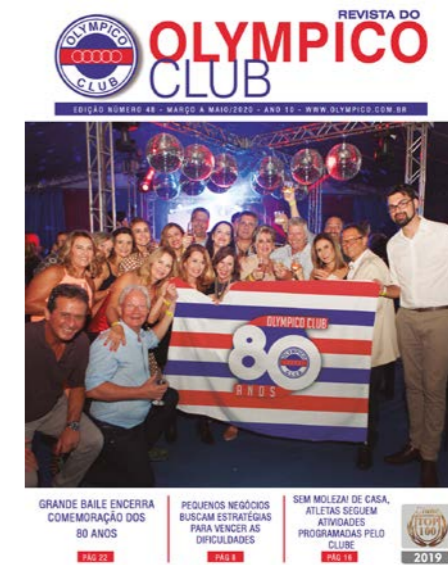 REVISTA DO
OLYMPICO
CLUB
OLYMPICO
CLUB
EDIÇÃO NÚMERO 48 - MARÇO A MAIO/2020 - ANO 10 - WWW.OLYMPICO.COM.BR
OLYMPICO CLUB
80
ANOS
GRANDE BAILE ENCERRA
COMEMORAÇÃO DOS
80 ANOS
PÁG 22
PEQUENOS NEGÓCIOS
BUSCAM ESTRATÉGIAS
PARA VENCER AS
DIFICULDADES
PÁG 8
SEM MOLEZA! DE CASA,
ATLETAS SEGUEM
ATIVIDADES
PROGRAMADAS PELO
CLUBE
PÁG 16
TOP
100
2019